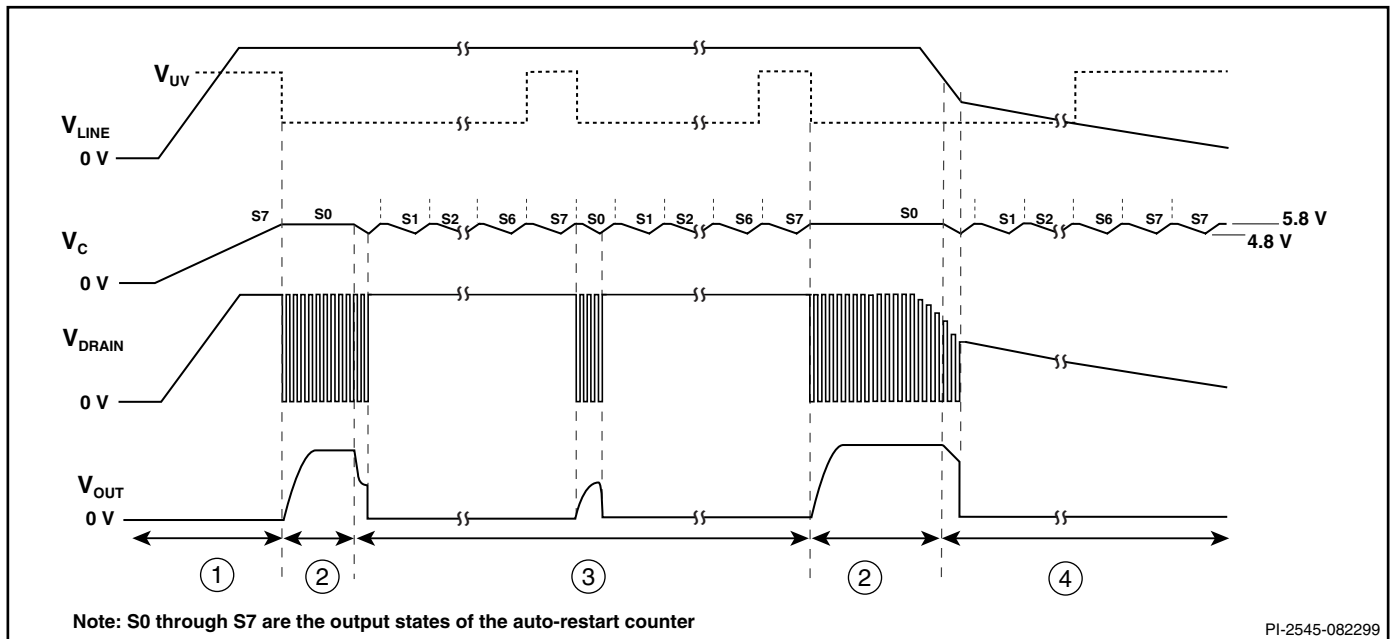 V_UV
V_LINE
0 V
S7 S0 S1 S2 S6 S7 S0 S1 S2 S6 S7 S0 S1 S2 S6 S7 S7 5.8 V
4.8 V
V_C
0 V
V_DRAIN
0 V
V_OUT
0 V
1 2 3 2 4
Note: S0 through S7 are the output states of the auto-restart counter
PI-2545-082299